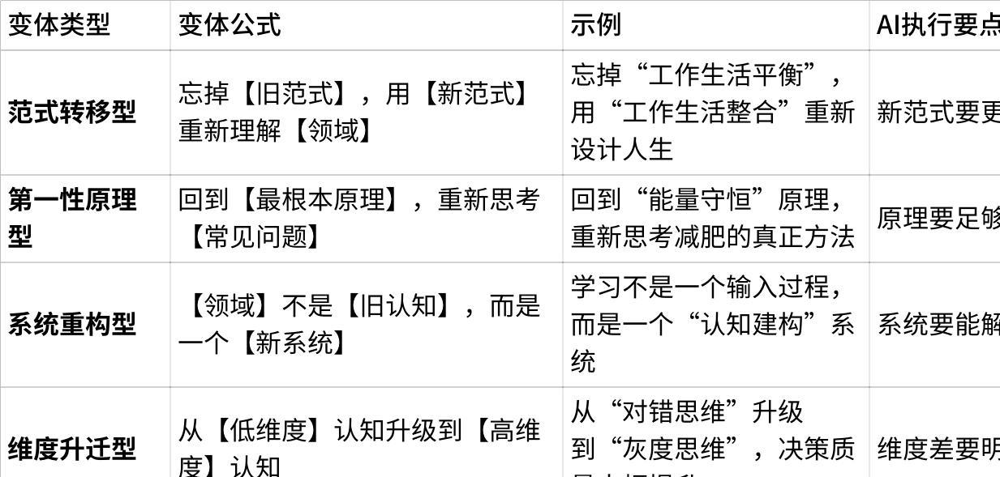 变体类型 变体公式 示例 AI执行要点
范式转移型
忘掉【旧范式】，用【新范式】
重新理解【领域】
忘掉“工作生活平衡”，
用“工作生活整合”重新
设计人生
新范式要更
第一性原理
型
回到【最根本原理】，重新思考
【常见问题】
回到“能量守恒”原理，
重新思考减肥的真正方法
原理要足够
系统重构型
【领域】不是【旧认知】，而是
一个【新系统】
学习不是一个输入过程，
而是一个“认知建构”系
统
系统要能解
维度升迁型
从【低维度】认知升级到【高维
度】认知
从“对错思维”升级
到“灰度思维”，决策质
维度差要明